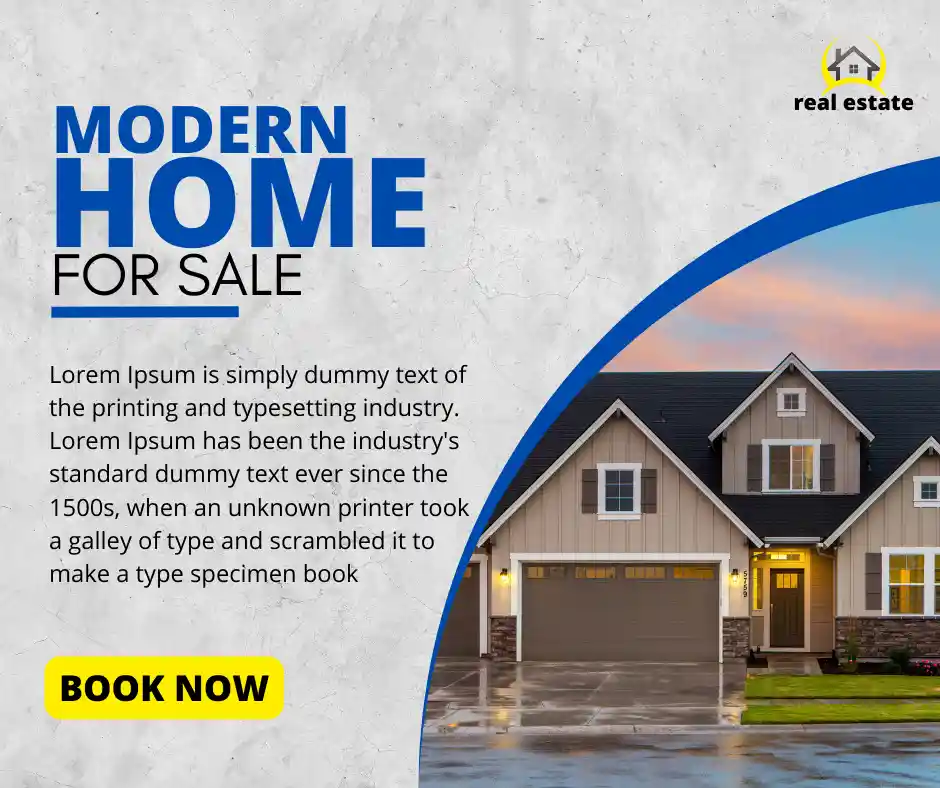 real estate
MODERN
HOME
FOR SALE
Lorem Ipsum is simply dummy text of
the printing and typesetting industry.
Lorem Ipsum has been the industry's
standard dummy text ever since the
1500s, when an unknown printer took
a galley of type and scrambled it to
make a type specimen book
5759
BOOK NOW